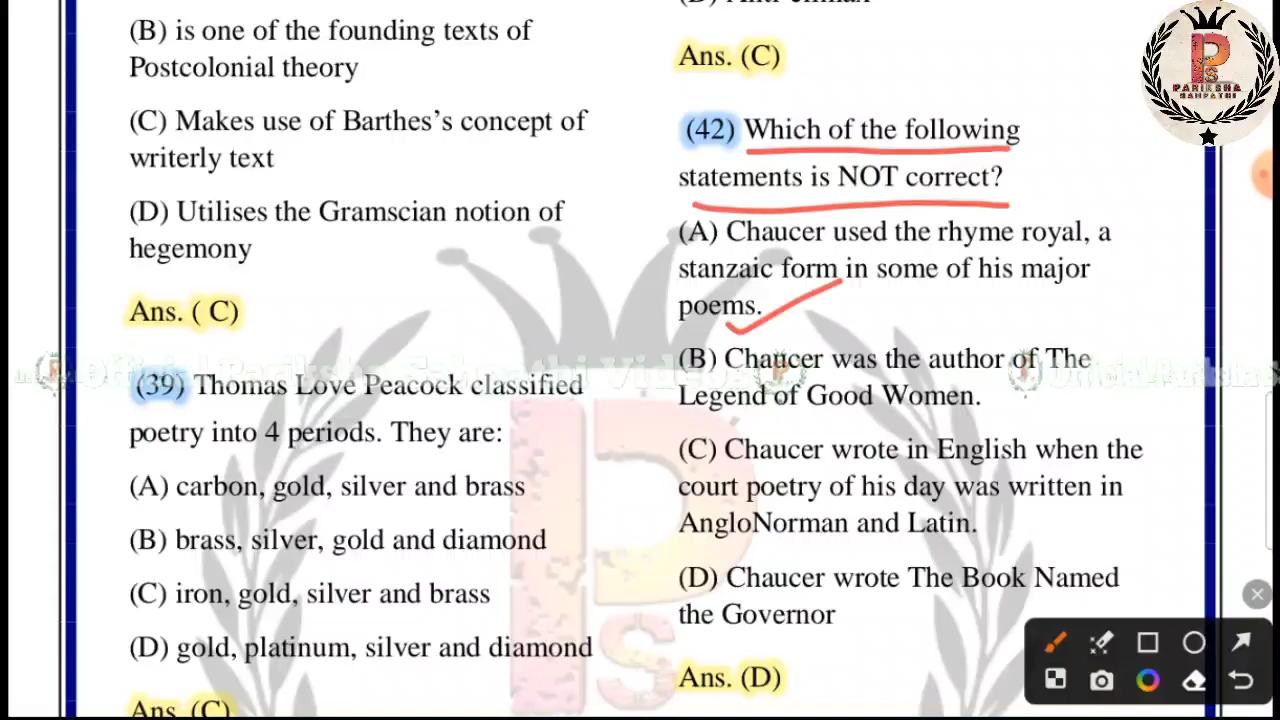 (B) is one of the founding texts of
Postcolonial theory
(C) Makes use of Barthes’s concept of
writerly text
(D) Utilises the Gramscian notion of
hegemony
Ans. ( C)
(39) Thomas Love Peacock classified
poetry into 4 periods. They are:
(A) carbon, gold, silver and brass
(B) brass, silver, gold and diamond
(C) iron, gold, silver and brass
(D) gold, platinum, silver and diamond
Ans. (C)
Ans. (C)
(42) Which of the following
statements is NOT correct?
(A) Chaucer used the rhyme royal, a
stanzaic form in some of his major
poems.
(B) Chaucer was the author of The
Legend of Good Women.
(C) Chaucer wrote in English when the
court poetry of his day was written in
AngloNorman and Latin.
(D) Chaucer wrote The Book Named
the Governor
Ans. (D)
PS
PARIKSHA
SAMPATHI